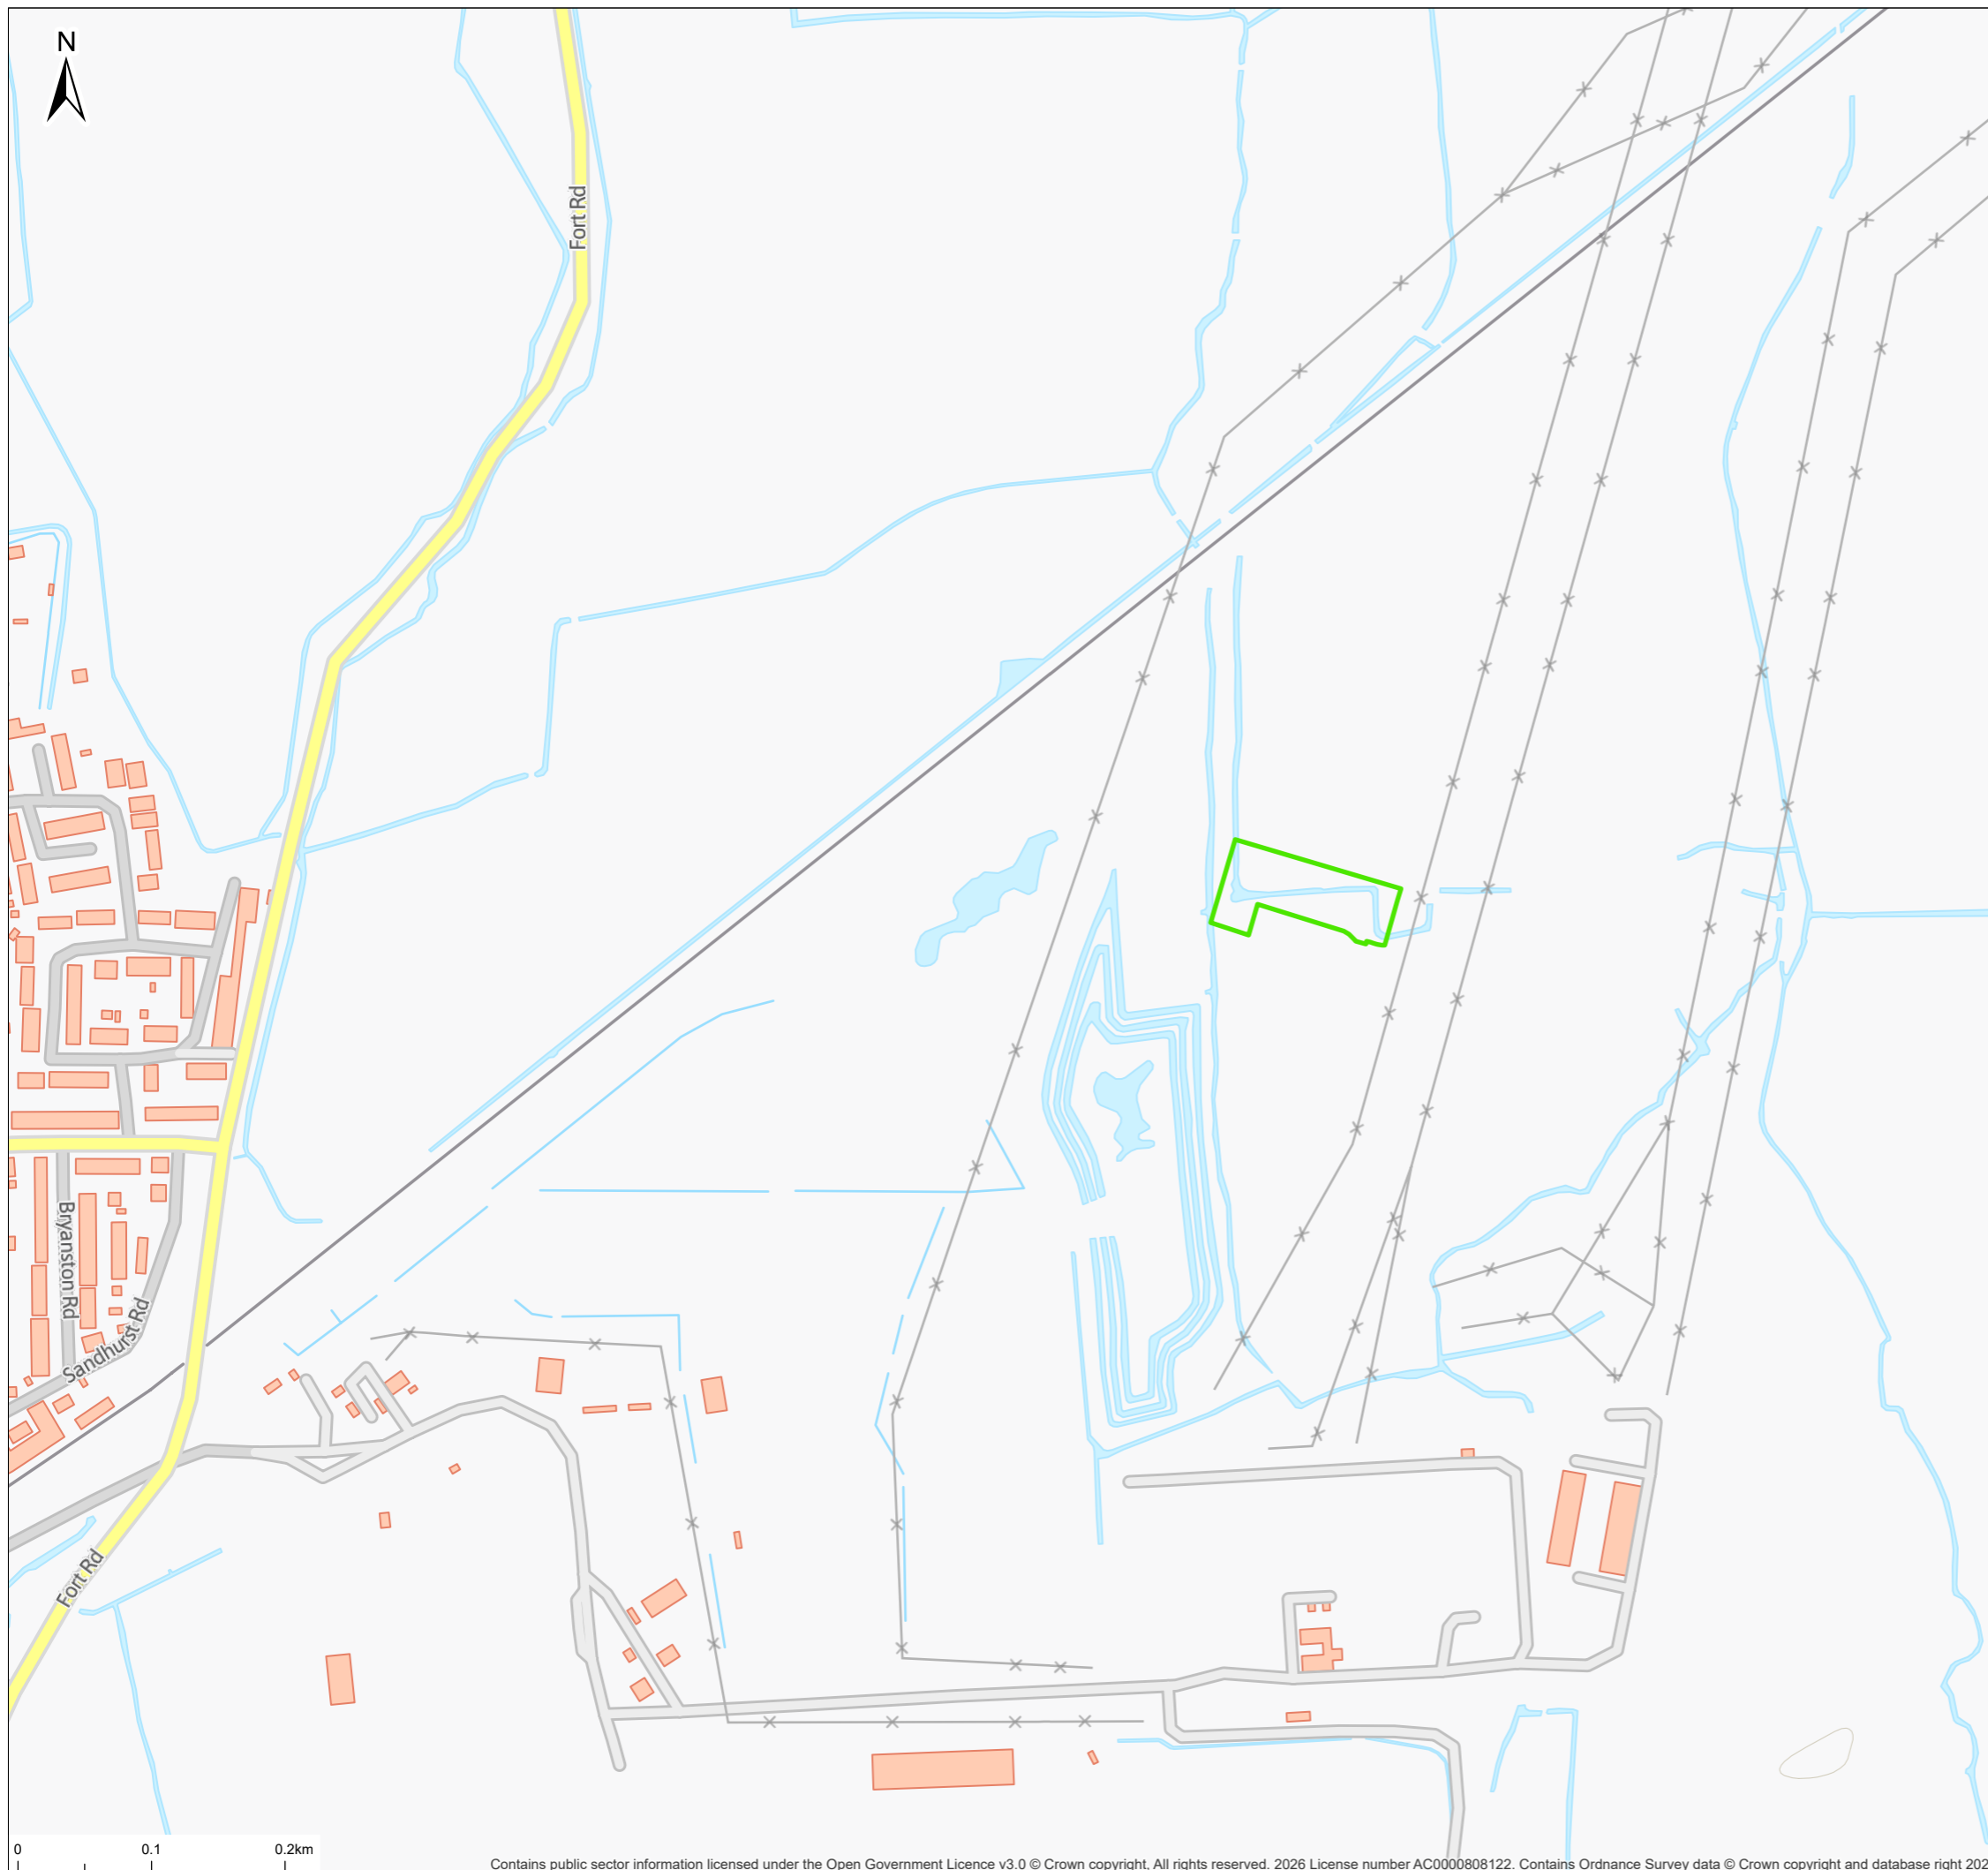 N
Fort Rd
Bryanston Rd
Sandhurst Rd
Fort Rd
0 0.1 0.2km
Contains public sector information licensed under the Open Government Licence v3.0 © Crown copyright, All rights reserved. 2026 License number AC0000808122. Contains Ordnance Survey data © Crown copyright and database right